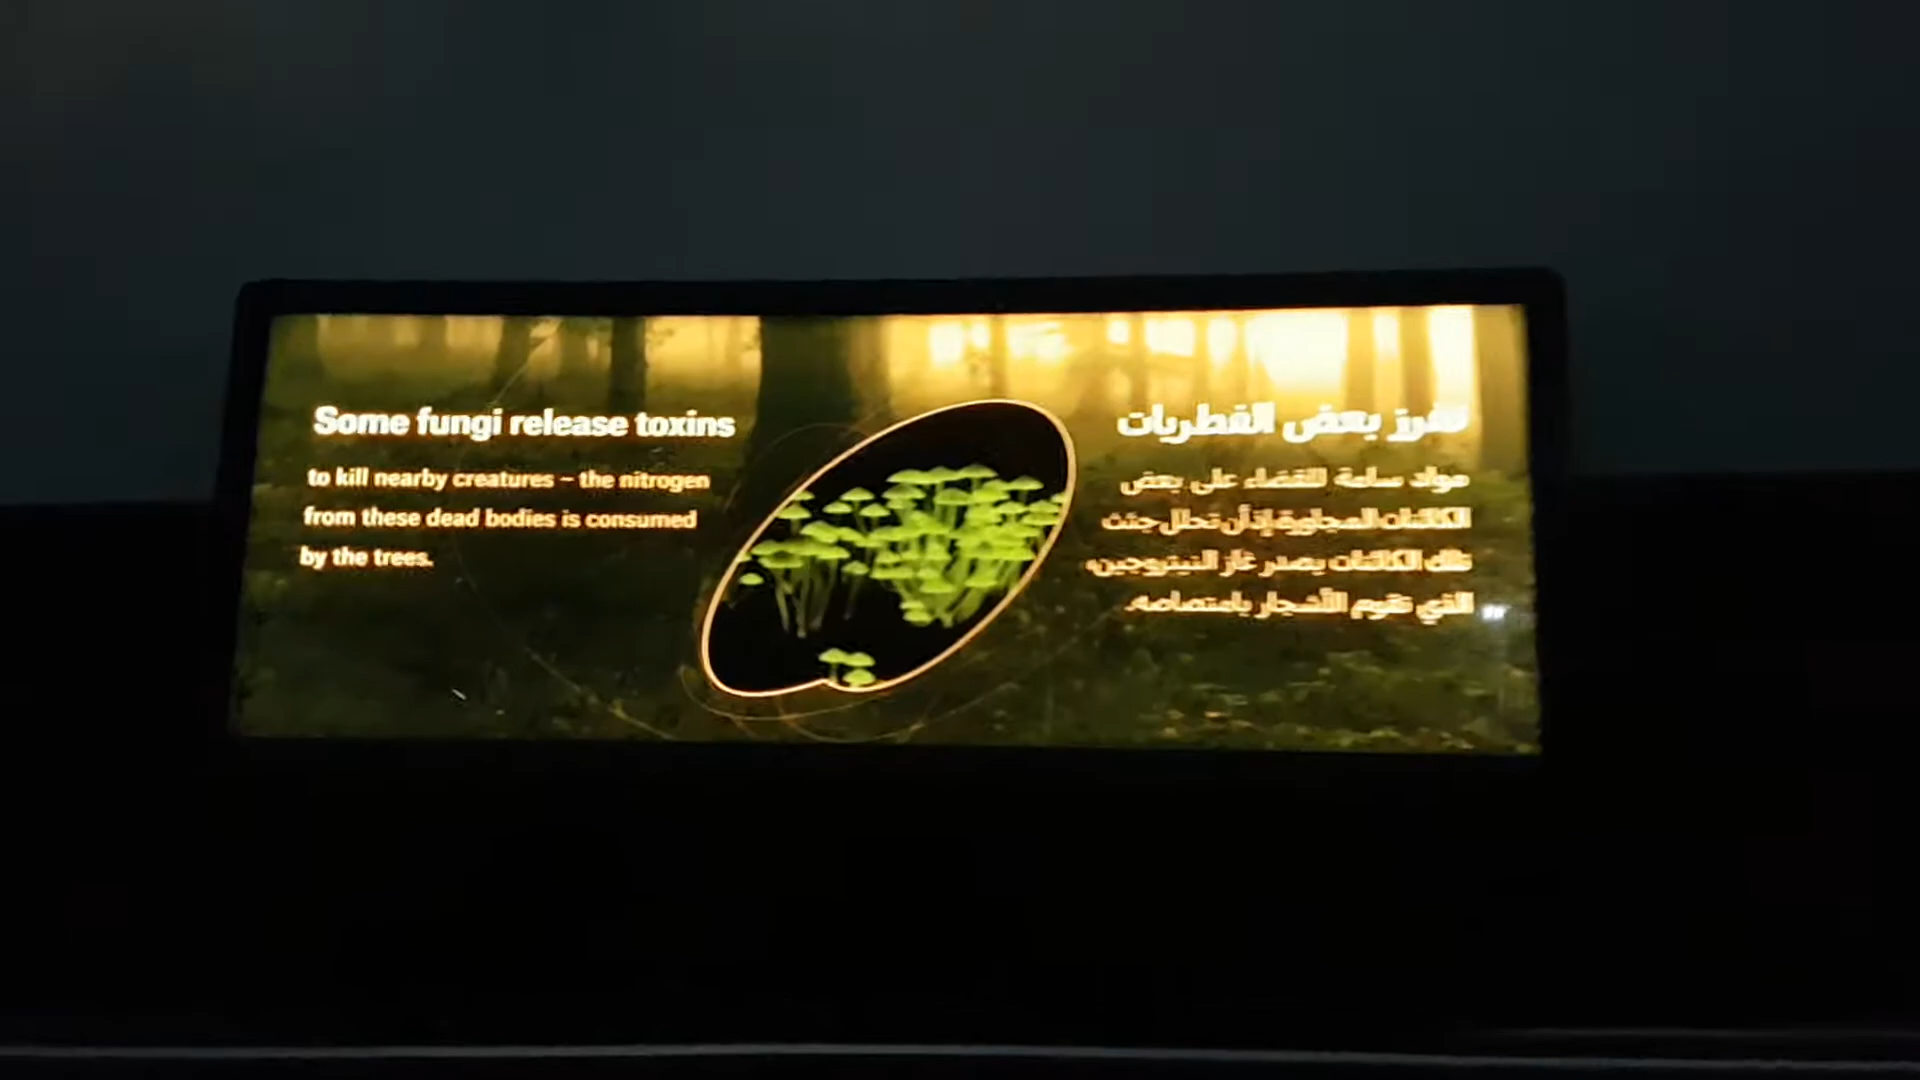 Some fungi release toxins
to kill nearby creatures – the nitrogen
from these dead bodies is consumed
by the trees.
تفرز بعض الفطريات
مواد سامة للقضاء على بعض
الكائنات المجاورة إذ أن تحلل جثث
تلك الكائنات يصدر غاز النيتروجين،
الذي تقوم الأشجار بامتصاصه.